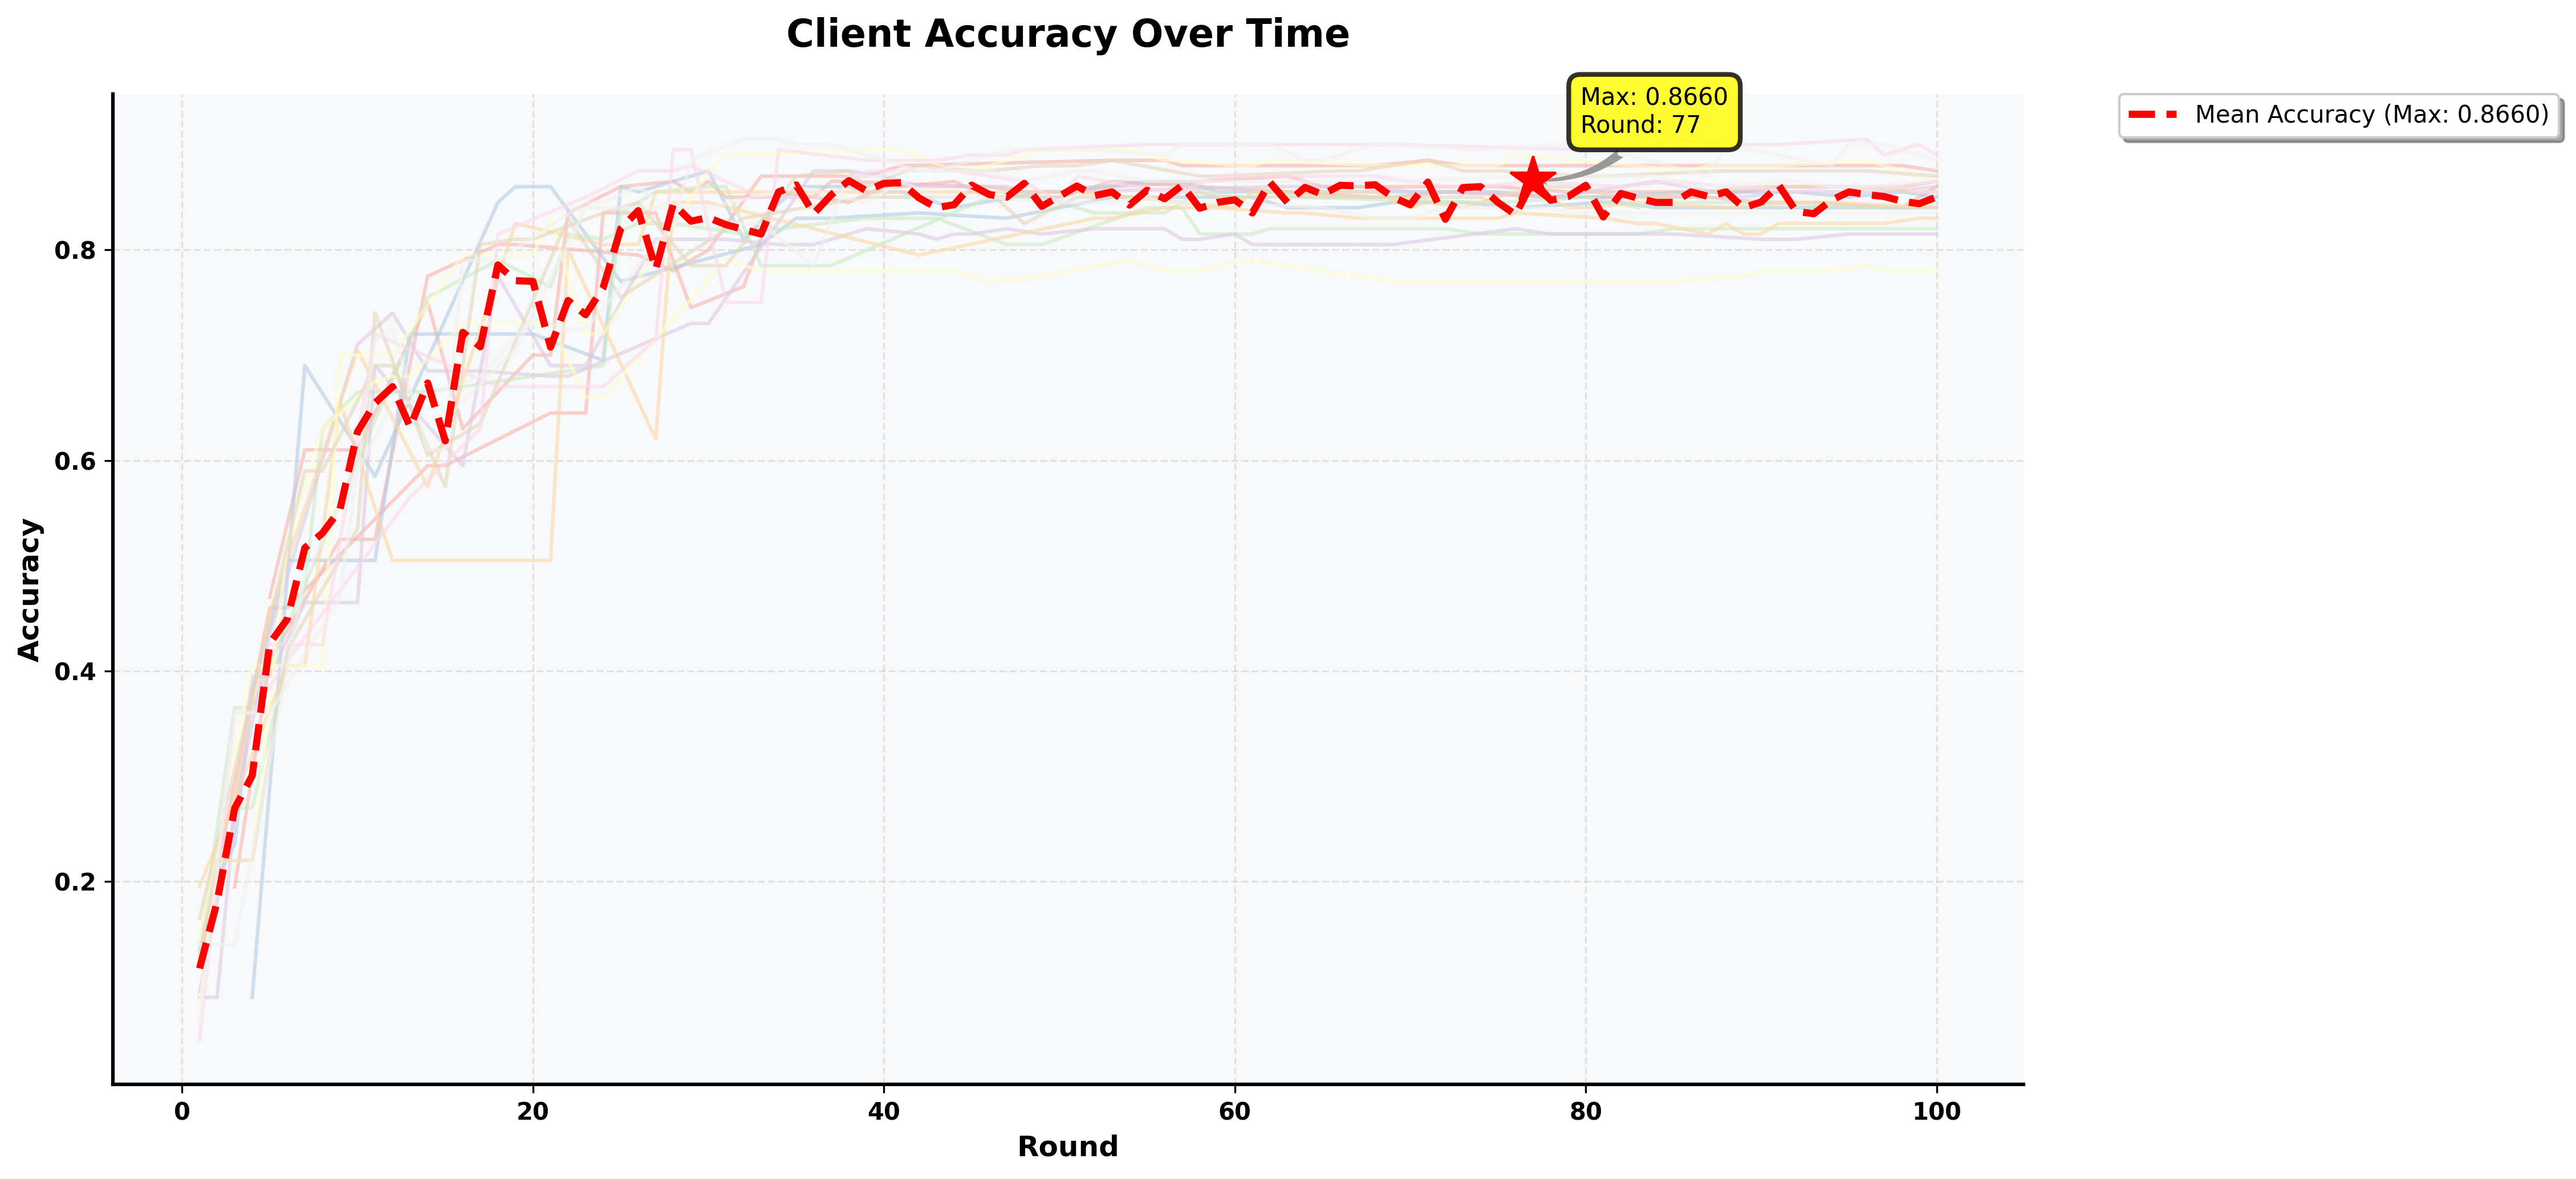 Client Accuracy Over Time
Max: 0.8660
Round: 77
Mean Accuracy (Max: 0.8660)
Accuracy
0.8
0.6
0.4
0.2
0
20
40
60
80
100
Round